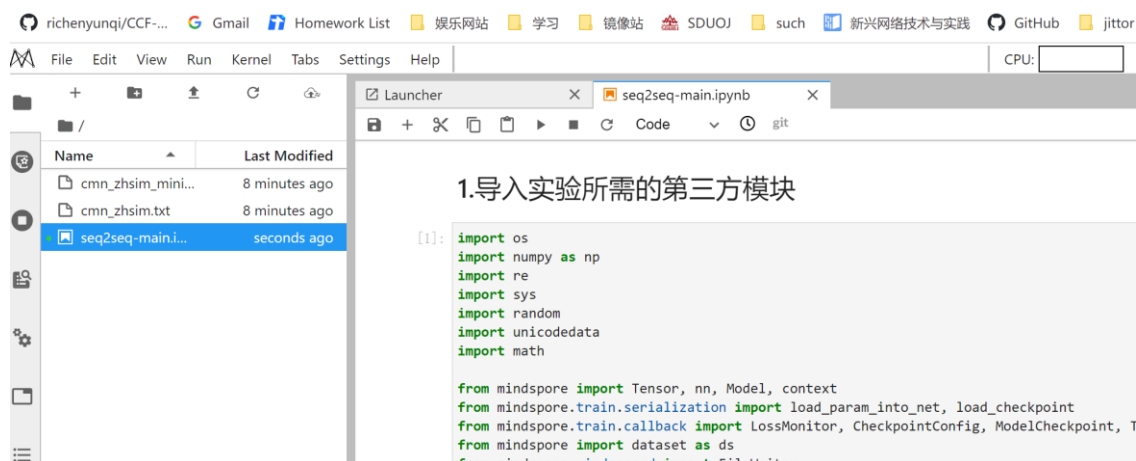 richenyunqi/CCF-... Gmail Homework List 娱乐网站 学习 镜像站 SDUOJ such 新兴网络技术与实践 GitHub jittor
File Edit View Run Kernel Tabs Settings Help CPU:
Launcher seq2seq-main.ipynb
/ Code git
Name Last Modified
cmn_zhsim_mini... 8 minutes ago
cmn_zhsim.txt 8 minutes ago
seq2seq-main.i... seconds ago
1.导入实验所需的第三方模块
[1]: import os
import numpy as np
import re
import sys
import random
import unicodedata
import math
from mindspore import Tensor, nn, Model, context
from mindspore.train.serialization import load_param_into_net, load_checkpoint
from mindspore.train.callback import LossMonitor, CheckpointConfig, ModelCheckpoint, T
from mindspore import dataset as ds